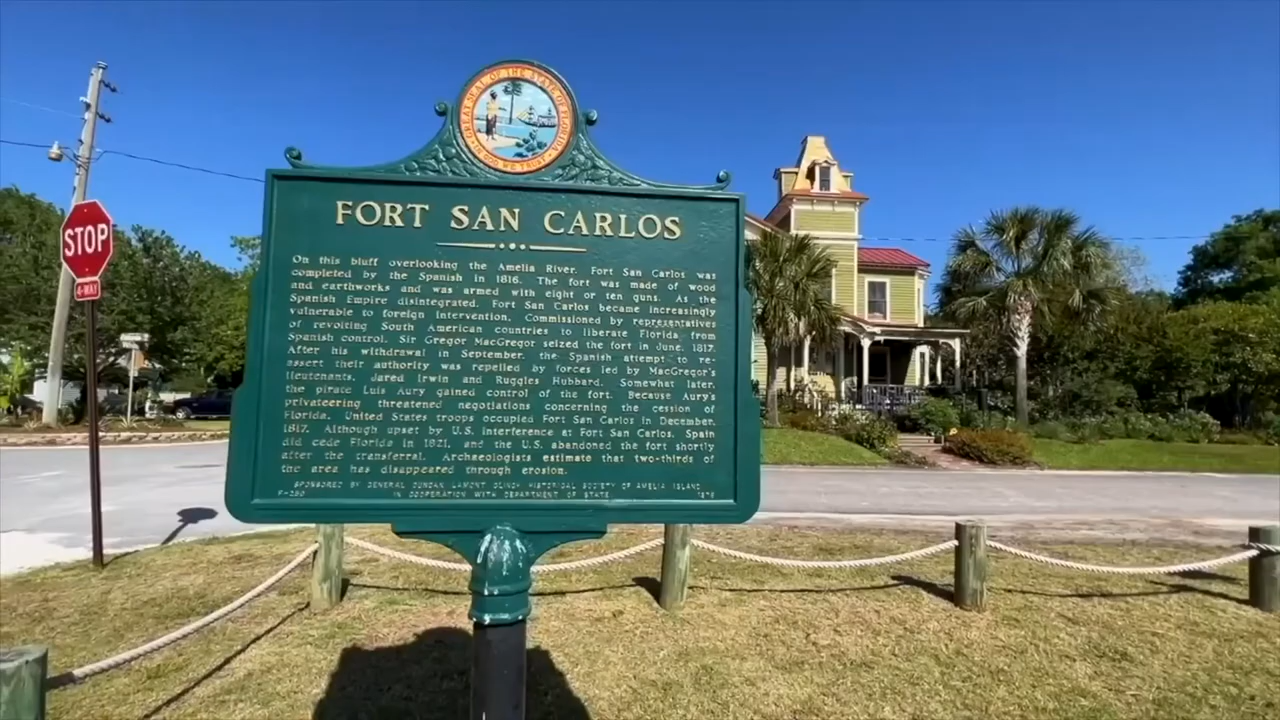 GREAT SEAL OF THE STATE OF FLORIDA
IN GOD WE TRUST
FORT SAN CARLOS
On this bluff overlooking the Amelia River, Fort San Carlos was
completed by the Spanish in 1816. The fort was made of wood
and earthworks and was armed with eight or ten guns. As the
Spanish Empire disintegrated, Fort San Carlos became increasingly
vulnerable to foreign intervention. Commissioned by representatives
of revolting South American countries to liberate Florida from
Spanish control, Sir Gregor MacGregor seized the fort in June, 1817.
After his withdrawal in September, the Spanish attempt to re-
assert their authority was repelled by forces led by MacGregor's
lieutenants, Jared Irwin and Ruggles Hubbard. Somewhat later,
the pirate Luis Aury gained control of the fort. Because Aury's
privateering threatened negotiations concerning the cession of
Florida, United States troops occupied Fort San Carlos in December,
1817. Although upset by U.S. interference at Fort San Carlos, Spain
did cede Florida in 1821, and the U.S. abandoned the fort shortly
after the transferral. Archaeologists estimate that two-thirds of
the area has disappeared through erosion.
SPONSORED BY GENERAL DUNCAN LAMONT CLINCH HISTORICAL SOCIETY OF AMELIA ISLAND
F-290 IN COOPERATION WITH DEPARTMENT OF STATE 1975
STOP
4-WAY